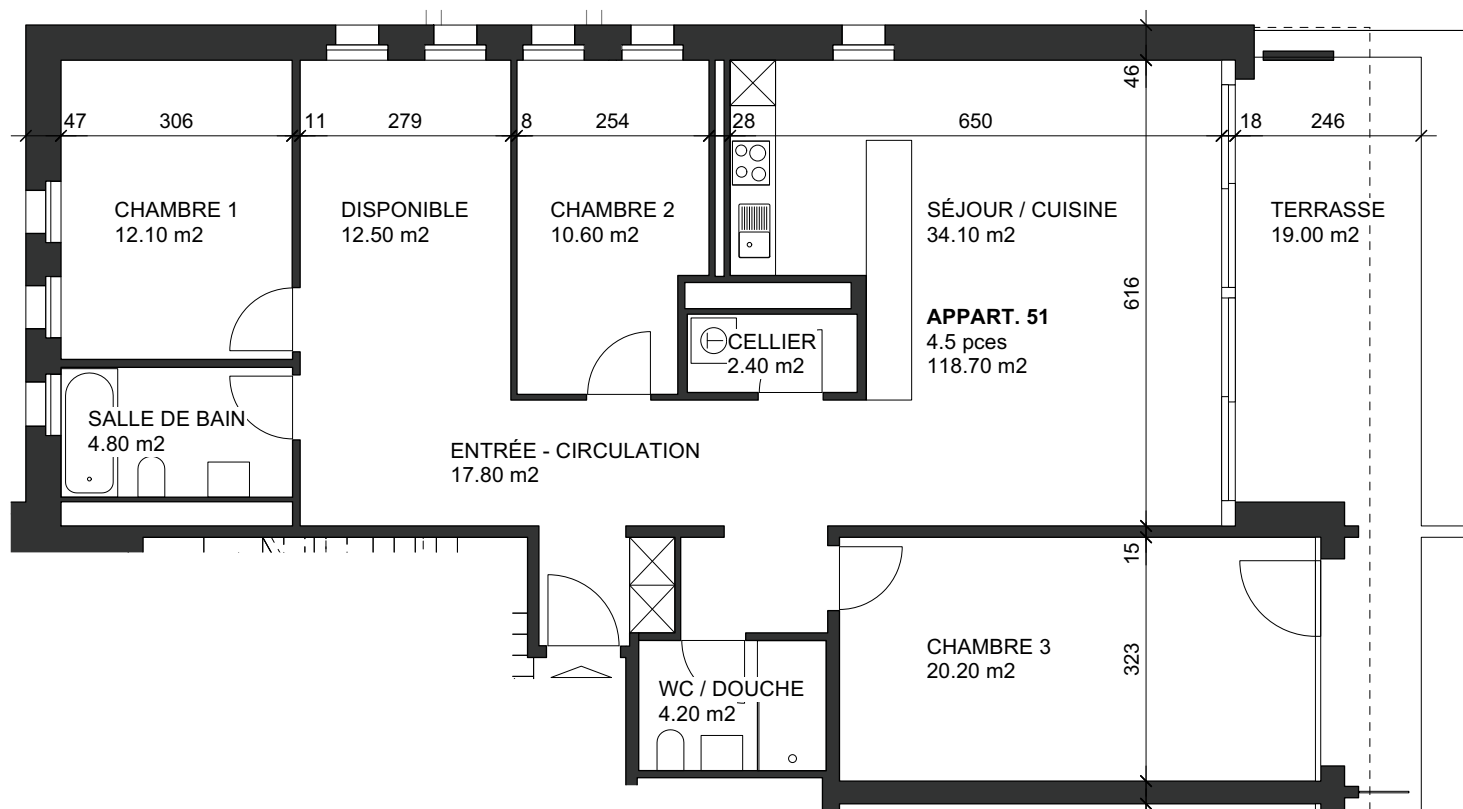 46
47
306
11
279
8
254
28
650
18
246
CHAMBRE 1
12.10 m2
DISPONIBLE
12.50 m2
CHAMBRE 2
10.60 m2
SÉJOUR / CUISINE
34.10 m2
TERRASSE
19.00 m2
616
APPART. 51
4.5 pces
118.70 m2
CELLIER
2.40 m2
SALLE DE BAIN
4.80 m2
ENTRÉE - CIRCULATION
17.80 m2
15
323
CHAMBRE 3
20.20 m2
WC / DOUCHE
4.20 m2